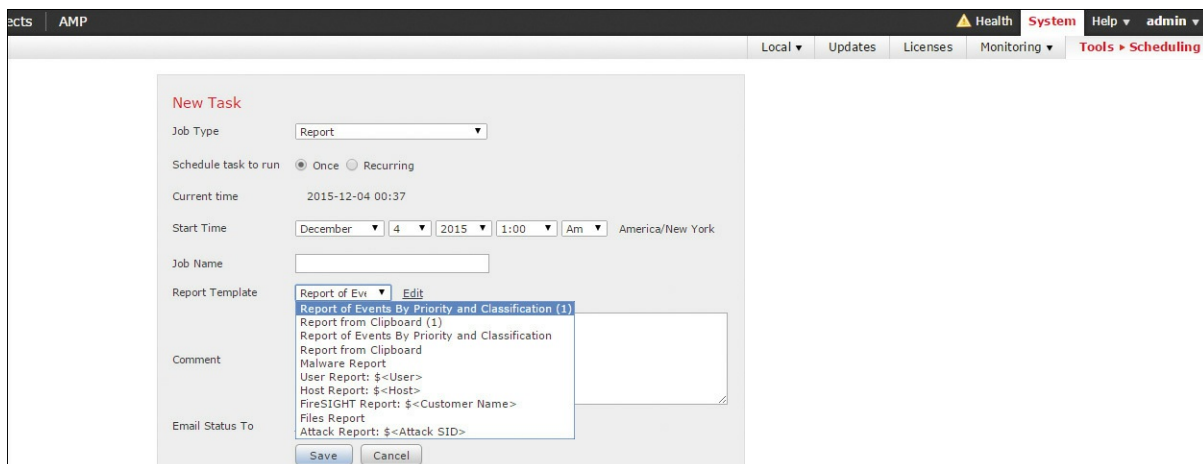 ects AMP Health System Help admin
Local Updates Licenses Monitoring Tools ▸ Scheduling
New Task
Job Type Report
Schedule task to run Once Recurring
Current time 2015-12-04 00:37
Start Time December 4 2015 1:00 Am America/New York
Job Name
Report Template Report of Eve Edit
Report of Events By Priority and Classification (1)
Report from Clipboard (1)
Report of Events By Priority and Classification
Report from Clipboard
Comment
Malware Report
User Report: $<User>
Host Report: $<Host>
FireSIGHT Report: $<Customer Name>
Files Report
Email Status To
Attack Report: $<Attack SID>
Save Cancel